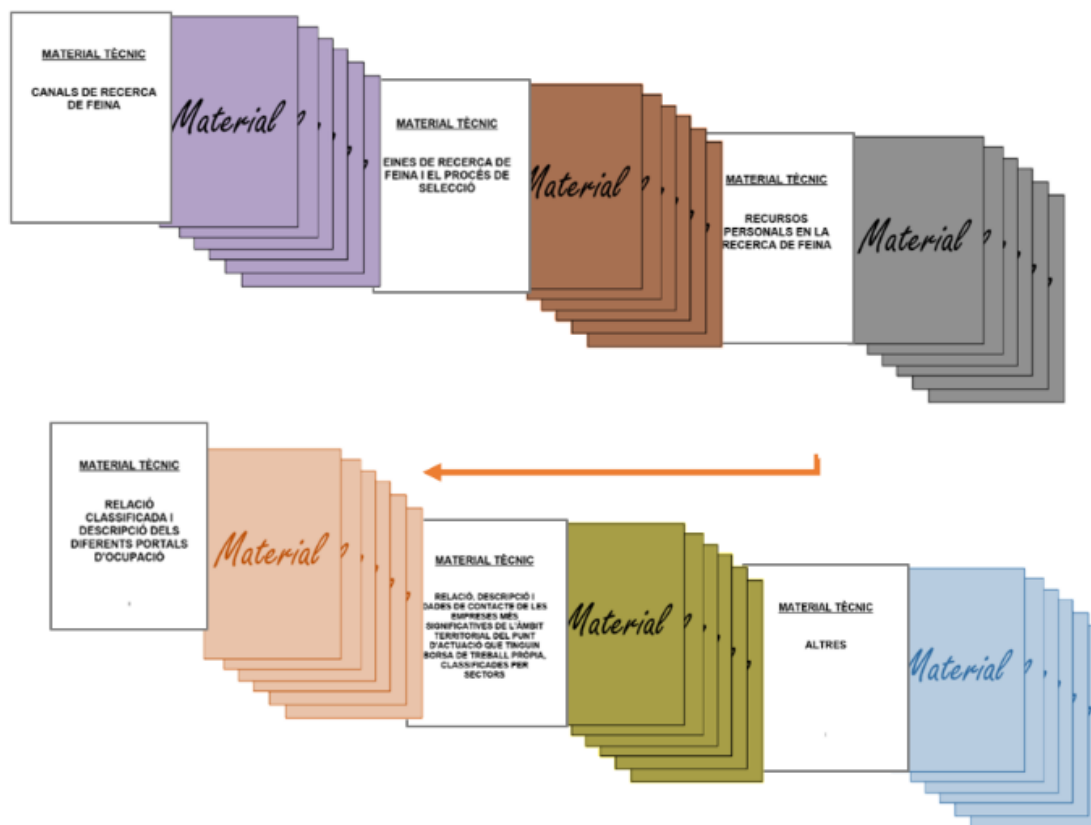 MATERIAL TÈCNIC
CANALS DE RECERCA
DE FEINA
Material
MATERIAL TÈCNIC
EINES DE RECERCA DE
FEINA I EL PROCÉS DE
SELECCIÓ
Material
MATERIAL TÈCNIC
RECURSOS
PERSONALS EN LA
RECERCA DE FEINA
Material
MATERIAL TÈCNIC
RELACIÓ
CLASSIFICADA I
DESCRIPCIÓ DELS
DIFERENT PORTALS
D'OCUPACIÓ
Material
MATERIAL TÈCNIC
RELACIÓ, DESCRIPCIÓ I
DADES DE CONTACTE DE LES
EMPRESES MÉS
SIGNIFICATIVES DE L'ÀMBIT
TERRITORIAL DEL PUNT
D'ACTUACIÓ QUE TINGUIN
BORSA DE TREBALL PRÒPIA,
CLASSIFICADES PER
SECTORS
Material
MATERIAL TÈCNIC
ALTRES
Material